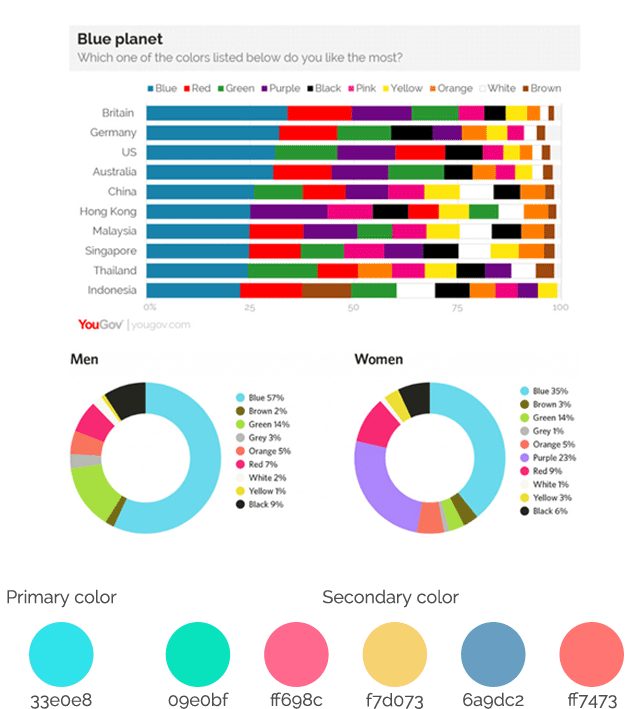 Blue planet
Which one of the colors listed below do you like the most?
Blue Red Green Purple Black Pink Yellow Orange White Brown
Britain
Germany
US
Australia
China
Hong Kong
Malaysia
Singapore
Thailand
Indonesia
0% 25 50 75 100
YouGov | yougov.com
Men
Blue 57%
Brown 2%
Green 14%
Grey 3%
Orange 5%
Red 7%
White 2%
Yellow 1%
Black 9%
Women
Blue 35%
Brown 3%
Green 14%
Grey 1%
Orange 5%
Purple 23%
Red 9%
White 1%
Yellow 3%
Black 6%
Primary color
Secondary color
33e0e8 09e0bf ff698c f7d073 6a9dc2 ff7473